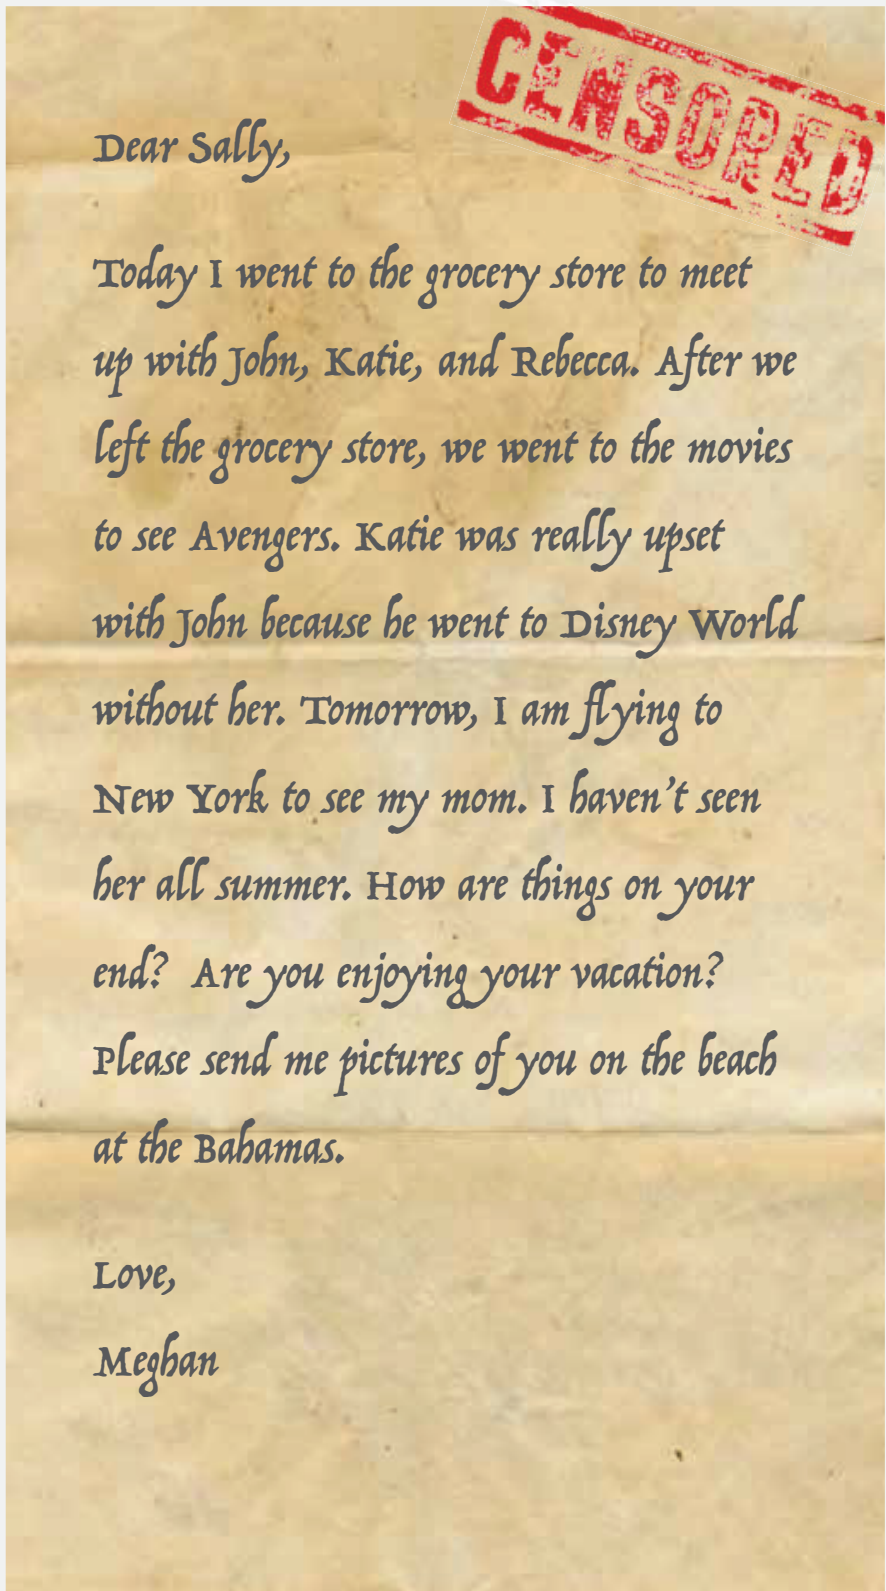 CENSORED
Dear Sally,
Today I went to the grocery store to meet
up with John, Katie, and Rebecca. After we
left the grocery store, we went to the movies
to see Avengers. Katie was really upset
with John because he went to Disney World
without her. Tomorrow, I am flying to
New York to see my mom. I haven't seen
her all summer. How are things on your
end?  Are you enjoying your vacation?
Please send me pictures of you on the beach
at the Bahamas.
Love,
Meghan